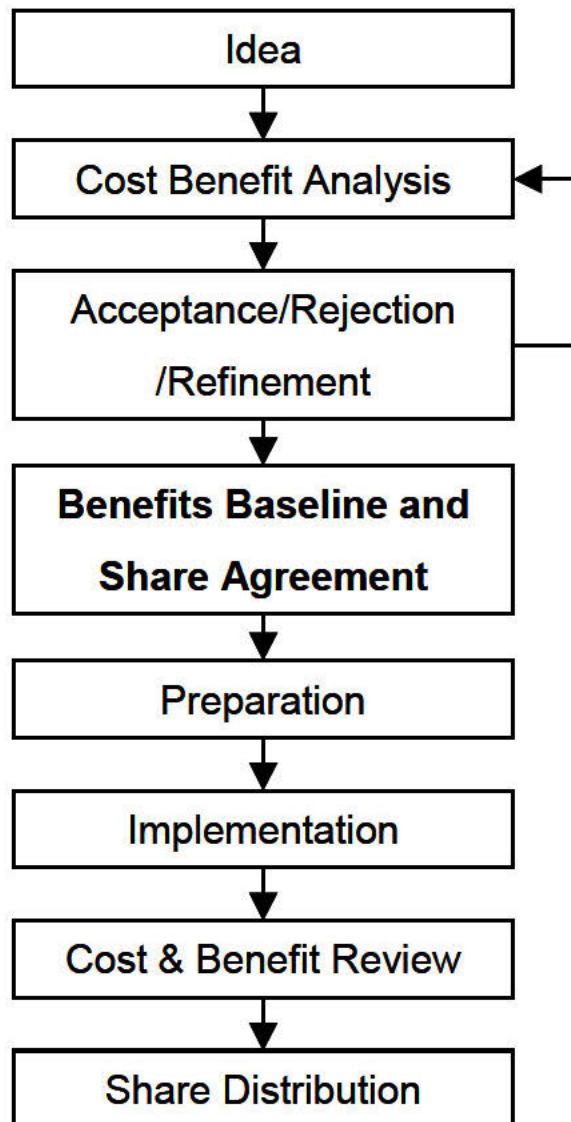 Idea
Cost Benefit Analysis
Acceptance/Rejection
/Refinement
Benefits Baseline and
Share Agreement
Preparation
Implementation
Cost & Benefit Review
Share Distribution